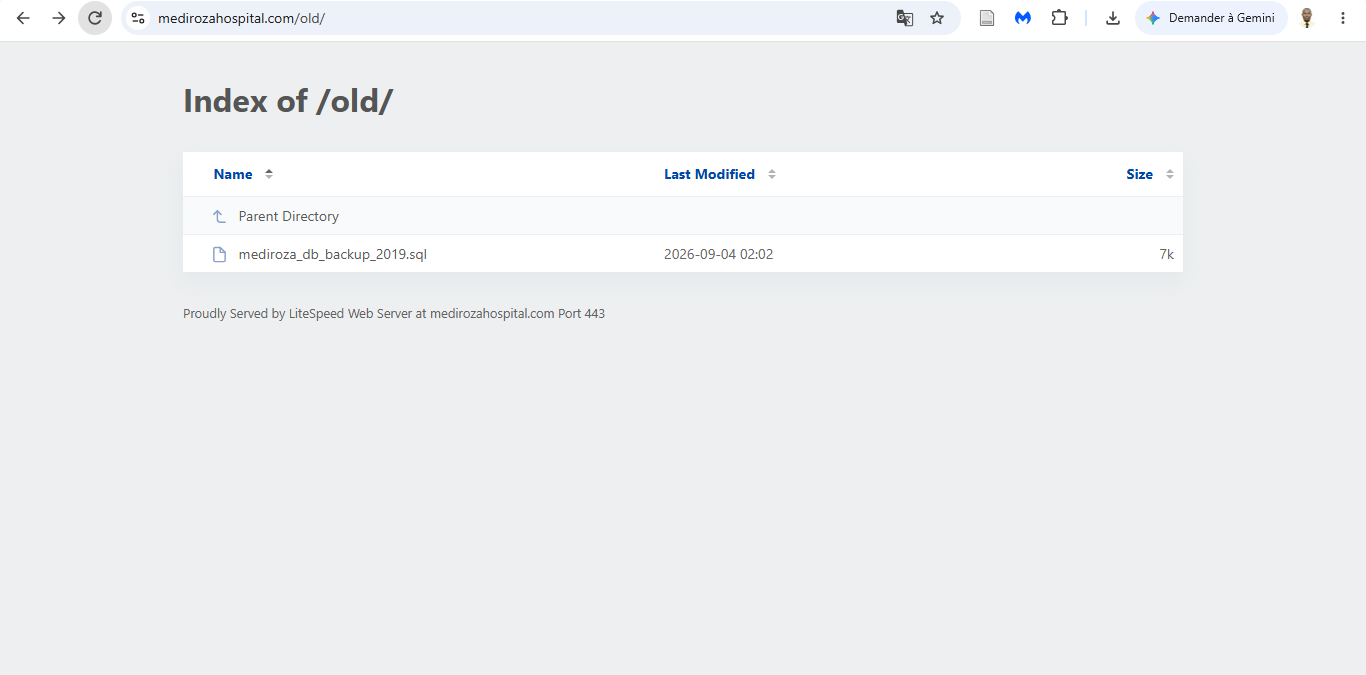 medirozahospital.com/old/
Demander à Gemini
Index of /old/
Name Last Modified Size
Parent Directory
mediroza_db_backup_2019.sql 2026-09-04 02:02 7k
Proudly Served by LiteSpeed Web Server at medirozahospital.com Port 443